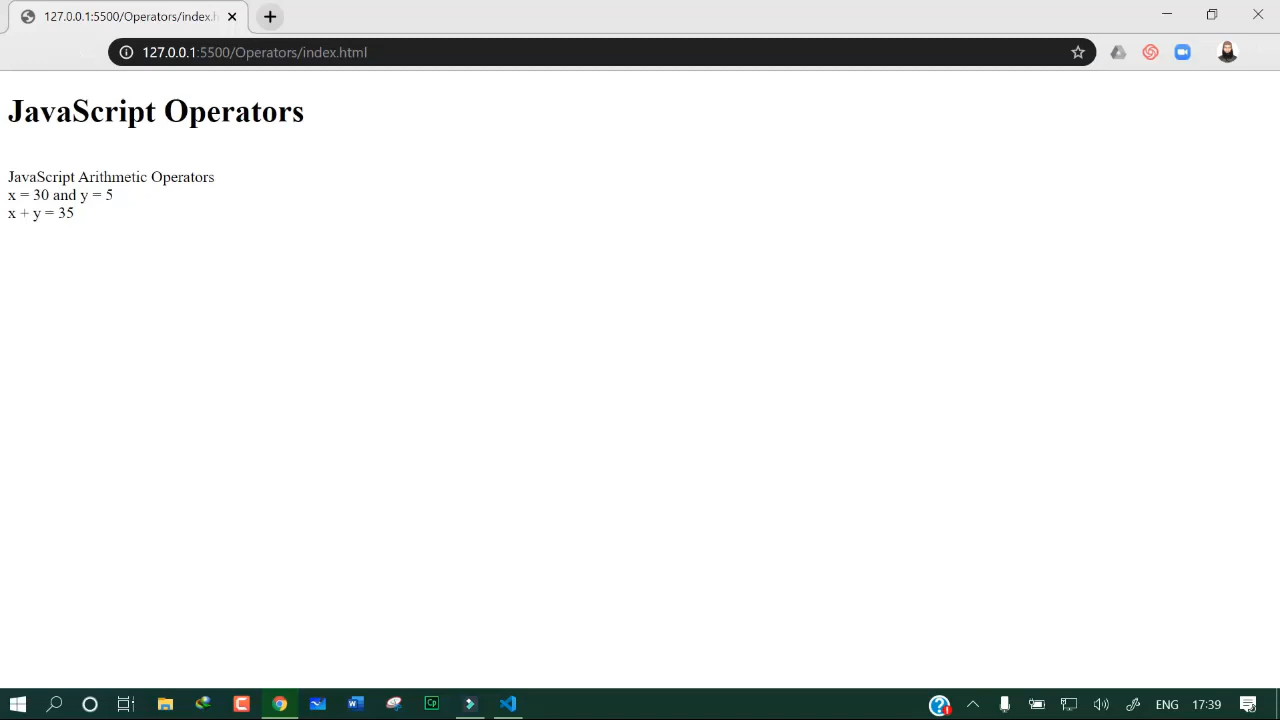 127.0.0.1:5500/Operators/index.h
127.0.0.1:5500/Operators/index.html
JavaScript Operators
JavaScript Arithmetic Operators
x = 30 and y = 5
x + y = 35
Cp
ENG
17:39